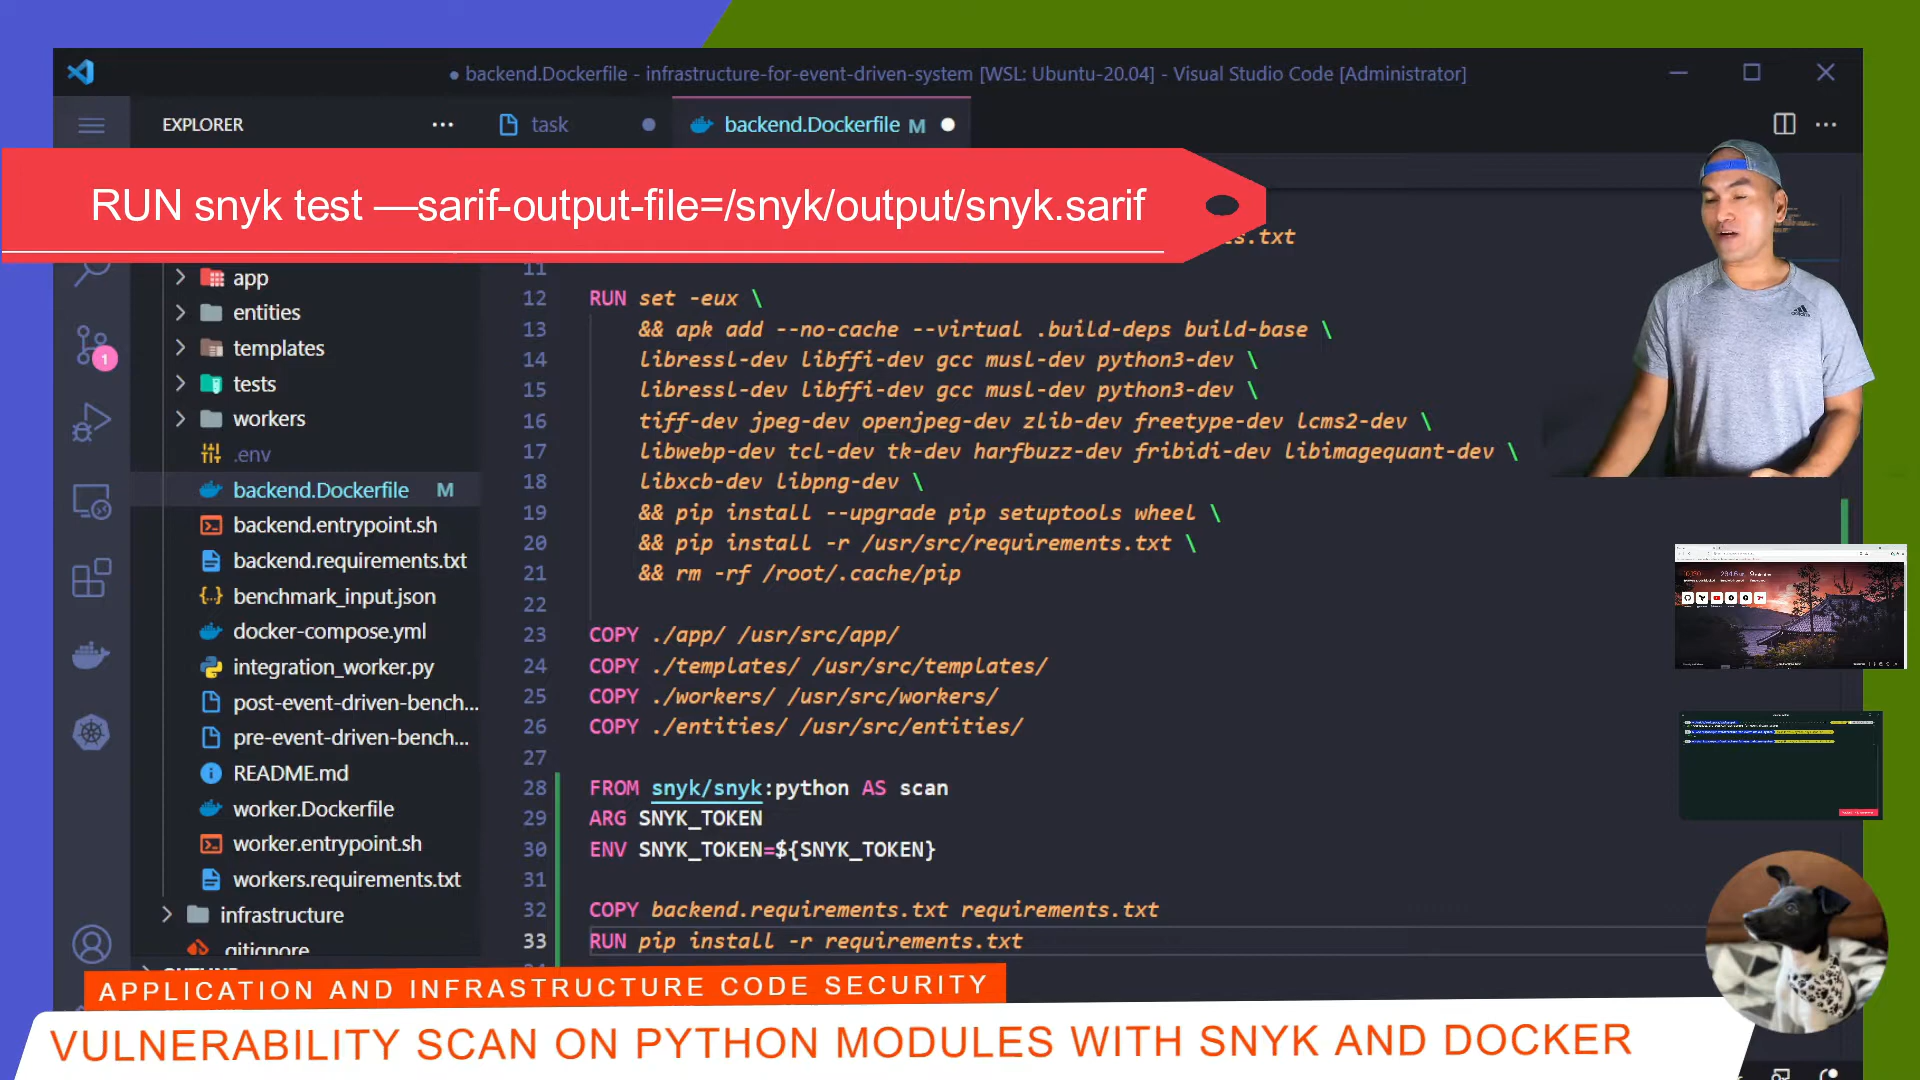 ● backend.Dockerfile - infrastructure-for-event-driven-system [WSL: Ubuntu-20.04] - Visual Studio Code [Administrator]
EXPLORER
task
backend.Dockerfile M
RUN snyk test —sarif-output-file=/snyk/output/snyk.sarif
app
entities
templates
tests
workers
.env
backend.Dockerfile M
backend.entrypoint.sh
backend.requirements.txt
benchmark_input.json
docker-compose.yml
integration_worker.py
post-event-driven-bench...
pre-event-driven-bench...
README.md
worker.Dockerfile
worker.entrypoint.sh
workers.requirements.txt
infrastructure
.gitignore
1
.txt
11
12 RUN set -eux \
13 && apk add --no-cache --virtual .build-deps build-base \
14 libressl-dev libffi-dev gcc musl-dev python3-dev \
15 libressl-dev libffi-dev gcc musl-dev python3-dev \
16 tiff-dev jpeg-dev openjpeg-dev zlib-dev freetype-dev lcms2-dev \
17 libwebp-dev tcl-dev tk-dev harfbuzz-dev fribidi-dev libimagequant-dev \
18 libxcb-dev libpng-dev \
19 && pip install --upgrade pip setuptools wheel \
20 && pip install -r /usr/src/requirements.txt \
21 && rm -rf /root/.cache/pip
22
23 COPY ./app/ /usr/src/app/
24 COPY ./templates/ /usr/src/templates/
25 COPY ./workers/ /usr/src/workers/
26 COPY ./entities/ /usr/src/entities/
27
28 FROM snyk/snyk:python AS scan
29 ARG SNYK_TOKEN
30 ENV SNYK_TOKEN=${SNYK_TOKEN}
31
32 COPY backend.requirements.txt requirements.txt
33 RUN pip install -r requirements.txt
APPLICATION AND INFRASTRUCTURE CODE SECURITY
VULNERABILITY SCAN ON PYTHON MODULES WITH SNYK AND DOCKER